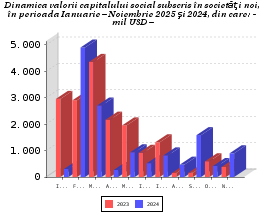 Dinamica valorii capitalului social subscris în societăți noi,
în perioada Ianuarie – Noiembrie 2023 și 2024, din care: -
mil USD –
5. 000
4. 000
3. 000
2. 000
1. 000
0
I... F... M... A... M... I... I... A... S... O... N...
2023 2024